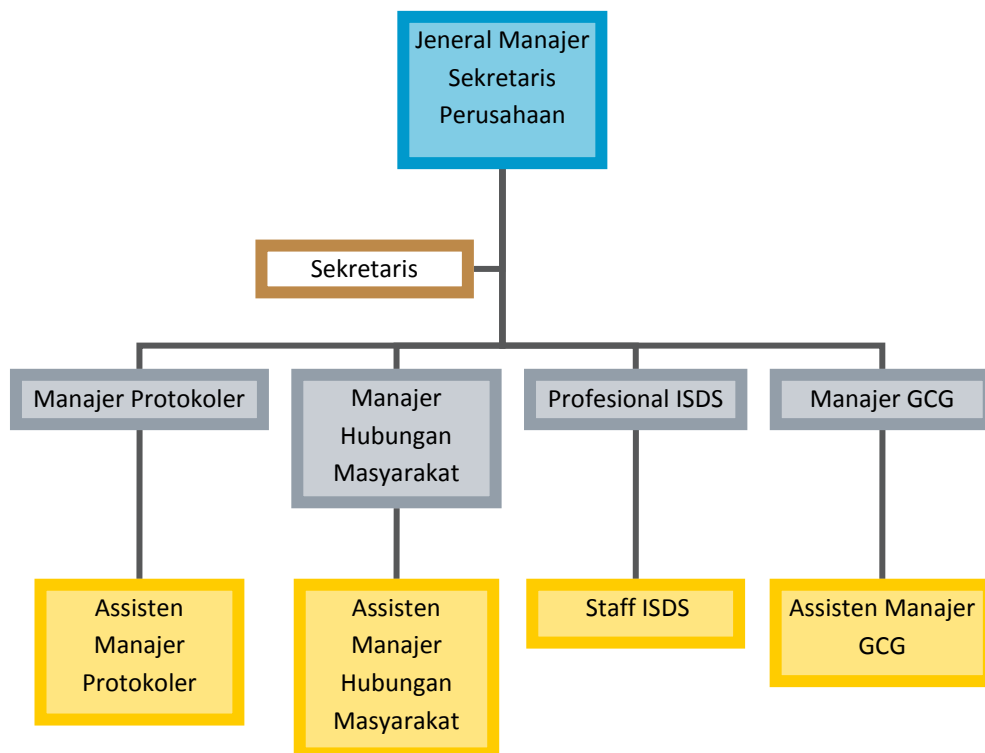 Jeneral Manajer
Sekretaris
Perusahaan
Sekretaris
Manajer Protokoler
Manajer
Hubungan
Masyarakat
Profesional ISDS
Manajer GCG
Assisten
Manajer
Protokoler
Assisten
Manajer
Hubungan
Masyarakat
Staff ISDS
Assisten Manajer
GCG